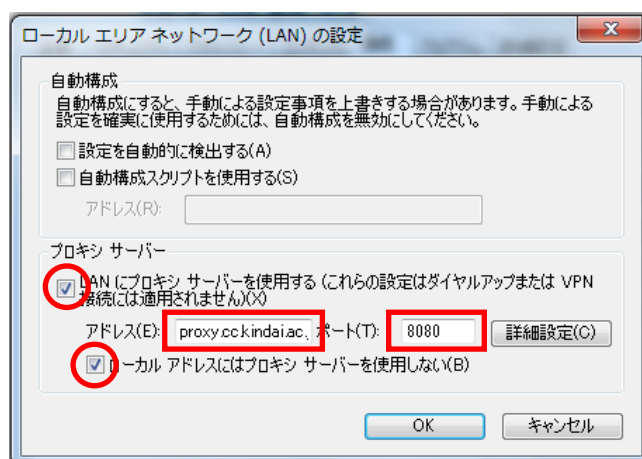 ローカル エリア ネットワーク (LAN) の設定
自動構成
自動構成にすると、手動による設定事項を上書きする場合があります。手動による
設定を確実に使用するためには、自動構成を無効にしてください。
設定を自動的に検出する(A)
自動構成スクリプトを使用する(S)
アドレス(R):
プロキシ サーバー
LAN にプロキシ サーバーを使用する (これらの設定はダイヤルアップまたは VPN
接続には適用されません)(X)
アドレス(E): proxy.cc.kindai.ac. ポート(T): 8080 詳細設定(C)
ローカル アドレスにはプロキシ サーバーを使用しない(B)
OK キャンセル